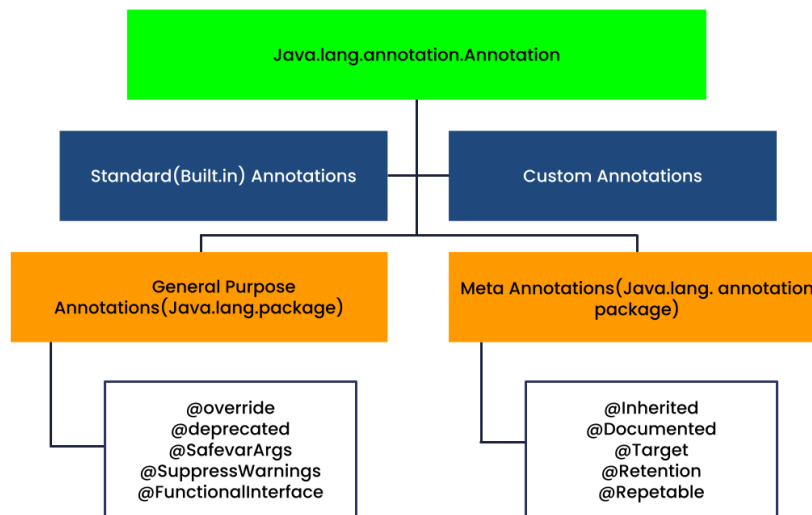 Java.lang.annotation.Annotation
Standard(Built.in) Annotations
Custom Annotations
General Purpose
Annotations(Java.lang.package)
Meta Annotations(Java.lang. annotation
package)
@override
@deprecated
@SafevarArgs
@SuppressWarnings
@FunctionalInterface
@Inherited
@Documented
@Target
@Retention
@Repetable